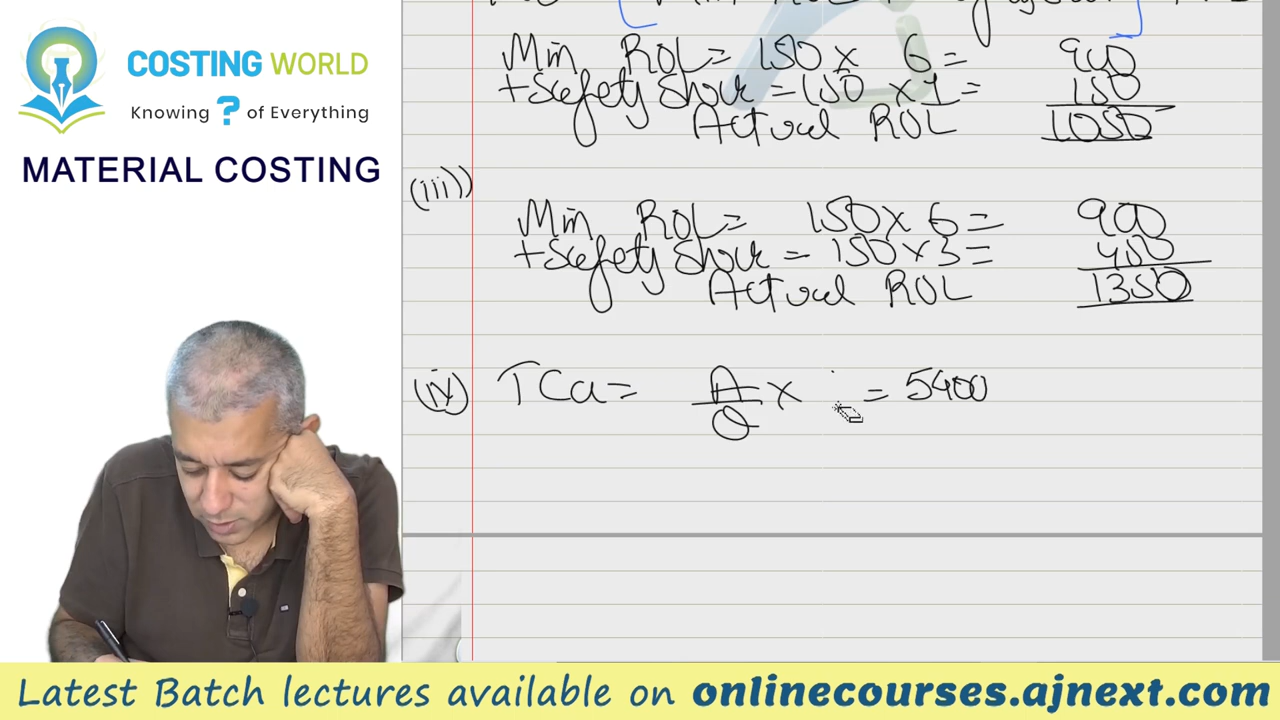 COSTING WORLD
Knowing ? of Everything
MATERIAL COSTING
Min ROL = 150 x 6 = 900
+ Safety Stock = 150 x 1 = 150
Actual ROL 1050
(iii))
Min ROL = 150 x 6 = 900
+ Safety Stock = 150 x 3 = 450
Actual ROL 1350
(iv) TCa = A/Q x = 5400
Latest Batch lectures available on onlinecourses.ajnext.com